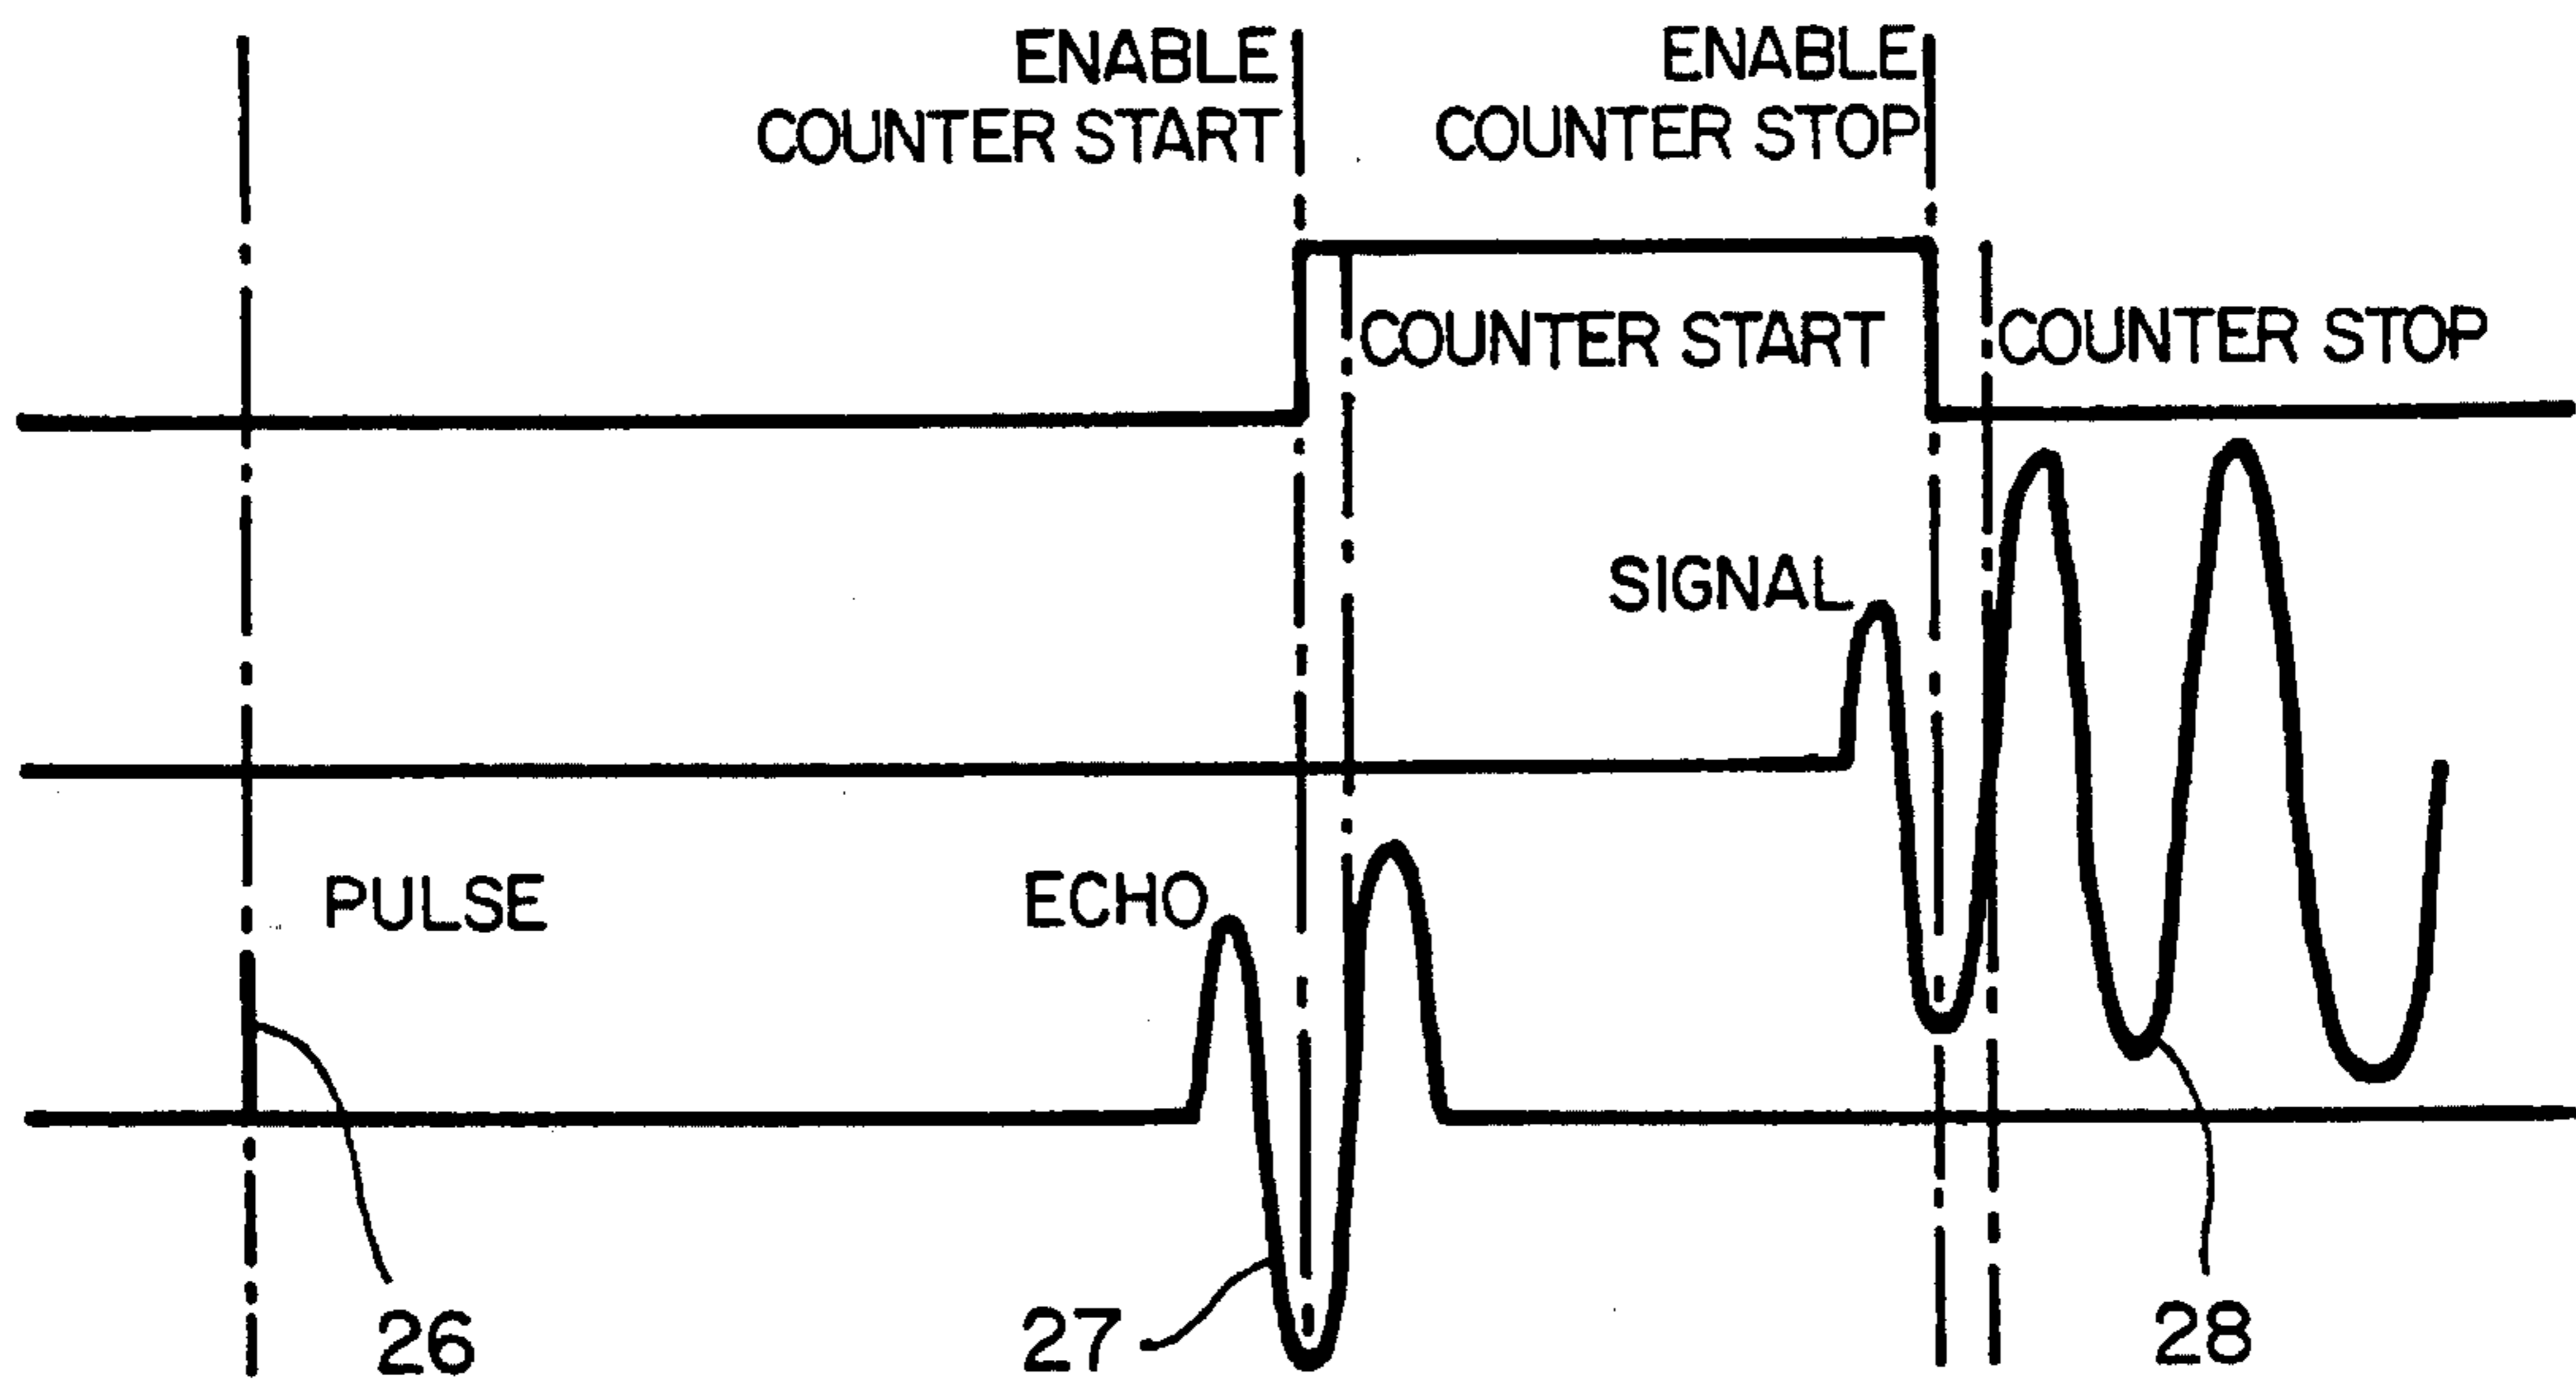 ENABLE
COUNTER START
ENABLE
COUNTER STOP
COUNTER START
COUNTER STOP
SIGNAL
PULSE
ECHO
26
27
28